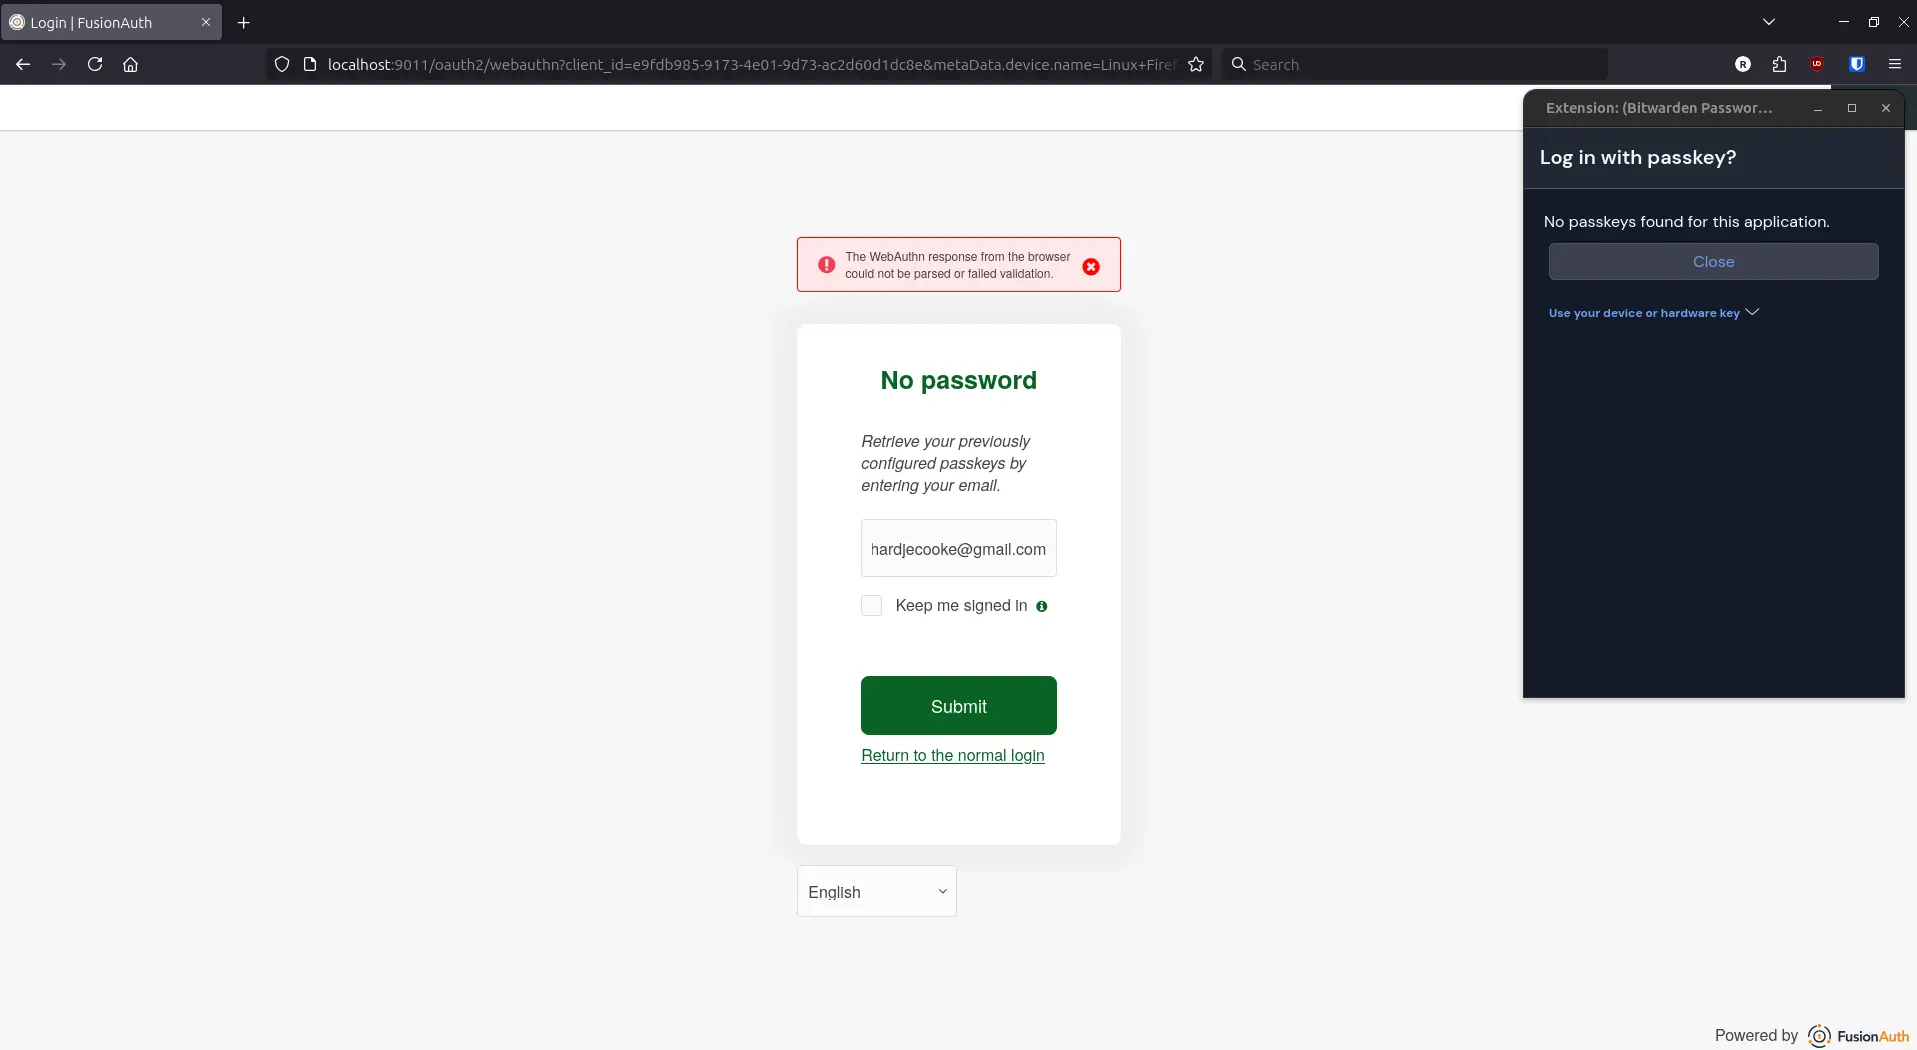 Login | FusionAuth
localhost:9011/oauth2/webauthn?client_id=e9fdb985-9173-4e01-9d73-ac2d60d1dc8e&metaData.device.name=Linux+Firef
Search
R
UD
Extension: (Bitwarden Passwor...
Log in with passkey?
No passkeys found for this application.
Close
Use your device or hardware key
The WebAuthn response from the browser
could not be parsed or failed validation.
No password
Retrieve your previously
configured passkeys by
entering your email.
hardjecooke@gmail.com
Keep me signed in
Submit
Return to the normal login
English
Powered by FusionAuth